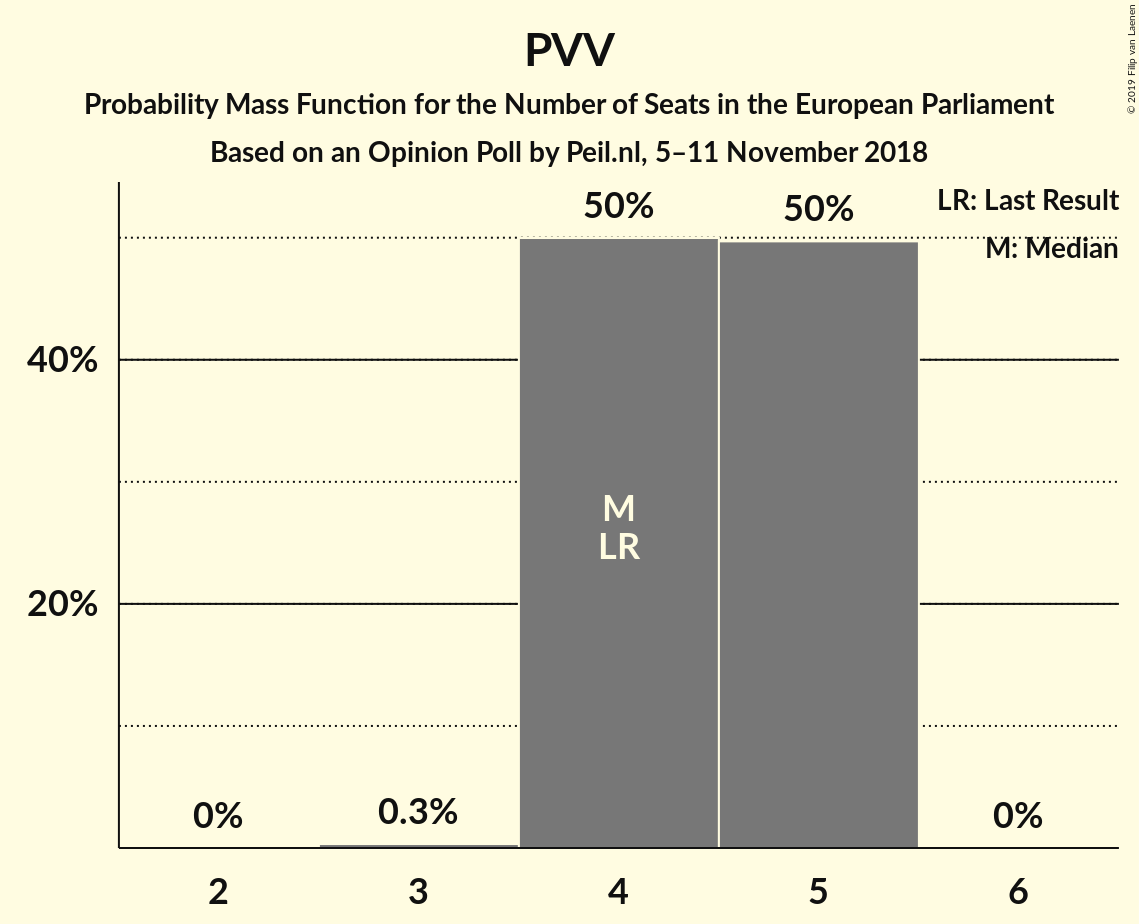 PVV
Probability Mass Function for the Number of Seats in the European Parliament
Based on an Opinion Poll by Peil.nl, 5–11 November 2018
© 2019 Filip van Laenen
LR: Last Result
M: Median
50%
50%
40%
M
LR
20%
0%
0.3%
0%
2
3
4
5
6